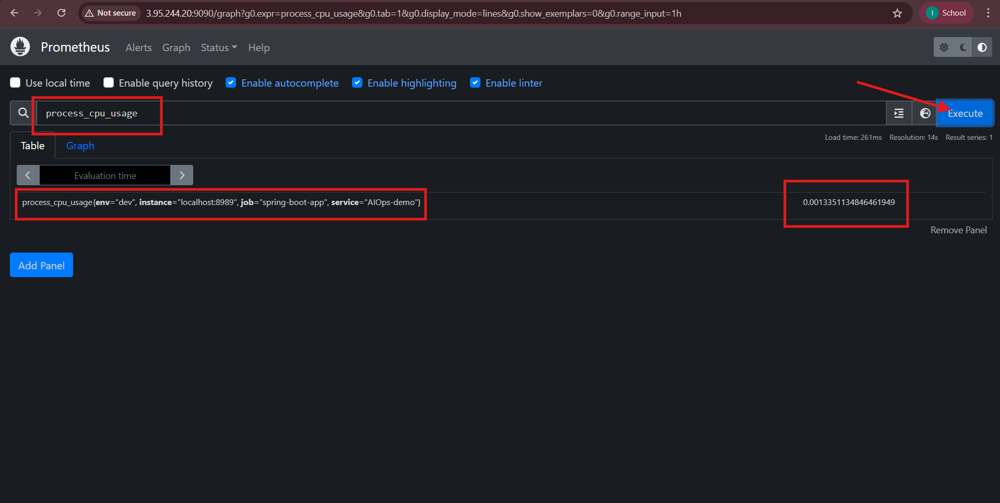 Not secure 3.95.244.20:9090/graph?g0.expr=process_cpu_usage&g0.tab=1&g0.display_mode=lines&g0.show_exemplars=0&g0.range_input=1h I School
Prometheus Alerts Graph Status Help
Use local time Enable query history Enable autocomplete Enable highlighting Enable linter
process_cpu_usage Execute
Load time: 261ms Resolution: 14s Result series: 1
Table Graph
Evaluation time
process_cpu_usage{env="dev", instance="localhost:8989", job="spring-boot-app", service="AIOps-demo"} 0.0013351134846461949
Remove Panel
Add Panel